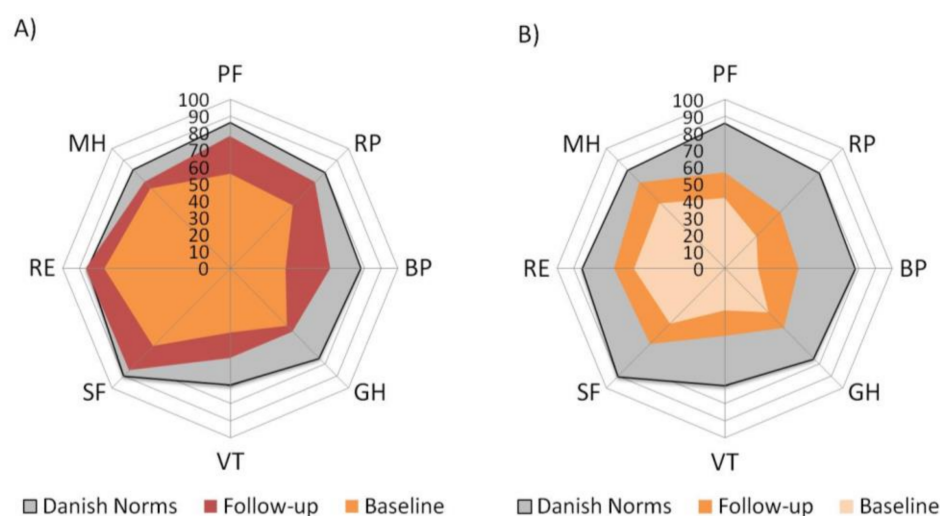 A)
PF
100
90
80
70
60
50
40
30
20
10
0
MH
RP
RE
BP
SF
GH
VT
Danish Norms Follow-up Baseline
B)
PF
100
90
80
70
60
50
40
30
20
10
0
MH
RP
RE
BP
SF
GH
VT
Danish Norms Follow-up Baseline